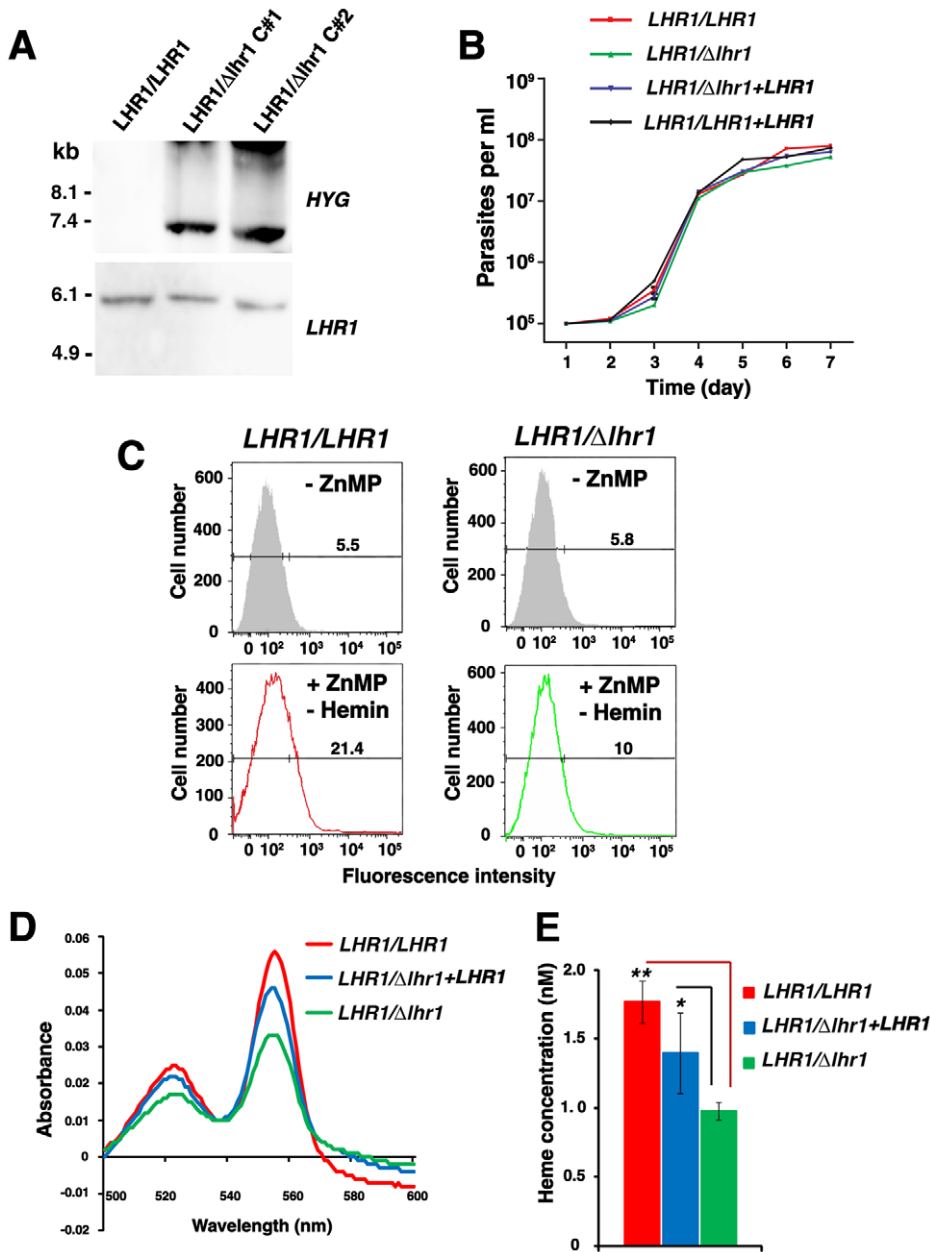 A
LHR1/LHR1
LHR1/Δlhr1 C#1
LHR1/Δlhr1 C#2
kb
8.1 -
7.4 -
HYG
6.1 -
4.9 -
LHR1
B
LHR1/LHR1
LHR1/Δlhr1
LHR1/Δlhr1+LHR1
LHR1/LHR1+LHR1
Parasites per ml
10⁹
10⁸
10⁷
10⁶
10⁵
1 2 3 4 5 6 7
Time (day)
C
LHR1/LHR1
LHR1/Δlhr1
Cell number
600
400
200
0
- ZnMP
5.5
0 10² 10³ 10⁴ 10⁵
Cell number
600
400
200
0
- ZnMP
5.8
0 10² 10³ 10⁴ 10⁵
Cell number
400
300
200
100
0
+ ZnMP
- Hemin
21.4
0 10² 10³ 10⁴ 10⁵
Cell number
600
400
200
0
+ ZnMP
- Hemin
10
0 10² 10³ 10⁴ 10⁵
Fluorescence intensity
D
Absorbance
0.06
0.05
0.04
0.03
0.02
0.01
0
-0.01
-0.02
500 520 540 560 580 600
Wavelength (nm)
LHR1/LHR1
LHR1/Δlhr1+LHR1
LHR1/Δlhr1
E
Heme concentration (nM)
2.0
1.5
1.0
0.5
0
**
*
LHR1/LHR1
LHR1/Δlhr1+LHR1
LHR1/Δlhr1